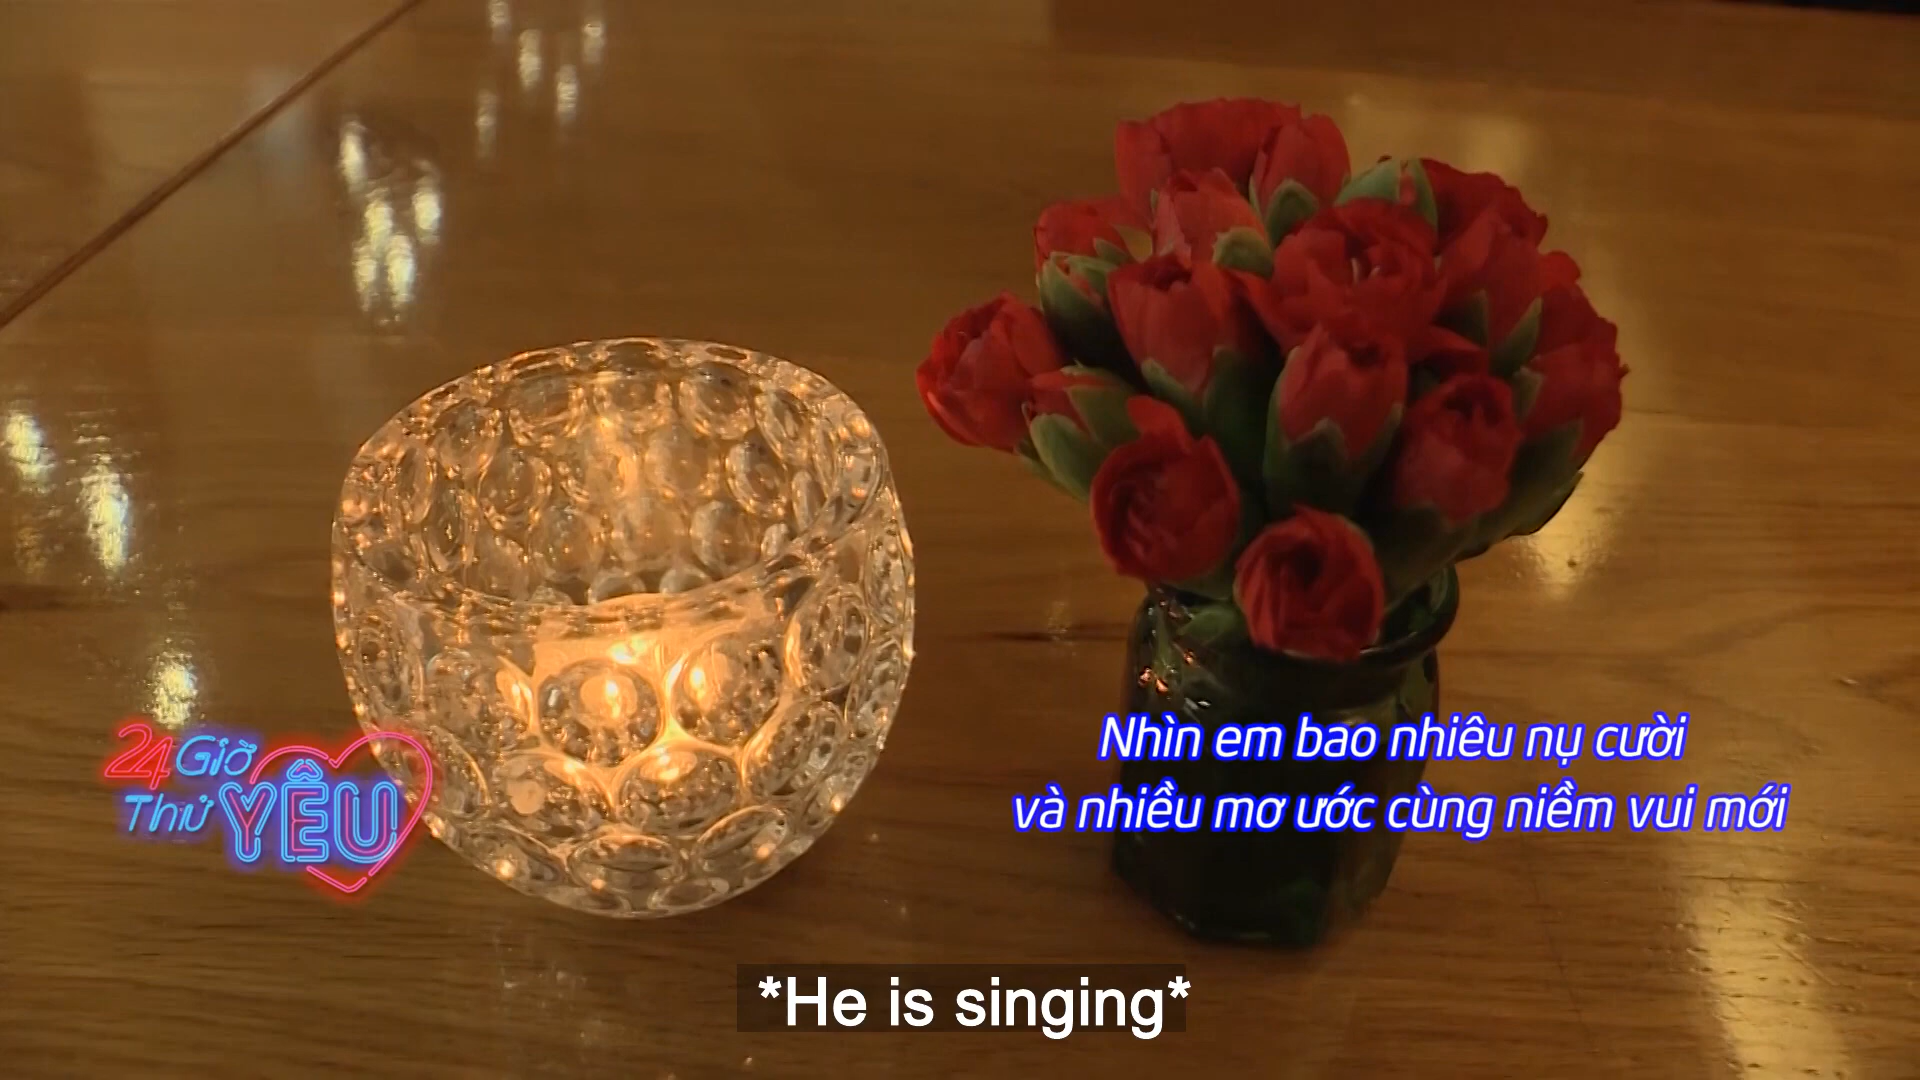 24 Giờ
Thử YÊU
Nhìn em bao nhiêu nụ cười
và nhiều mơ ước cùng niềm vui mới
*He is singing*